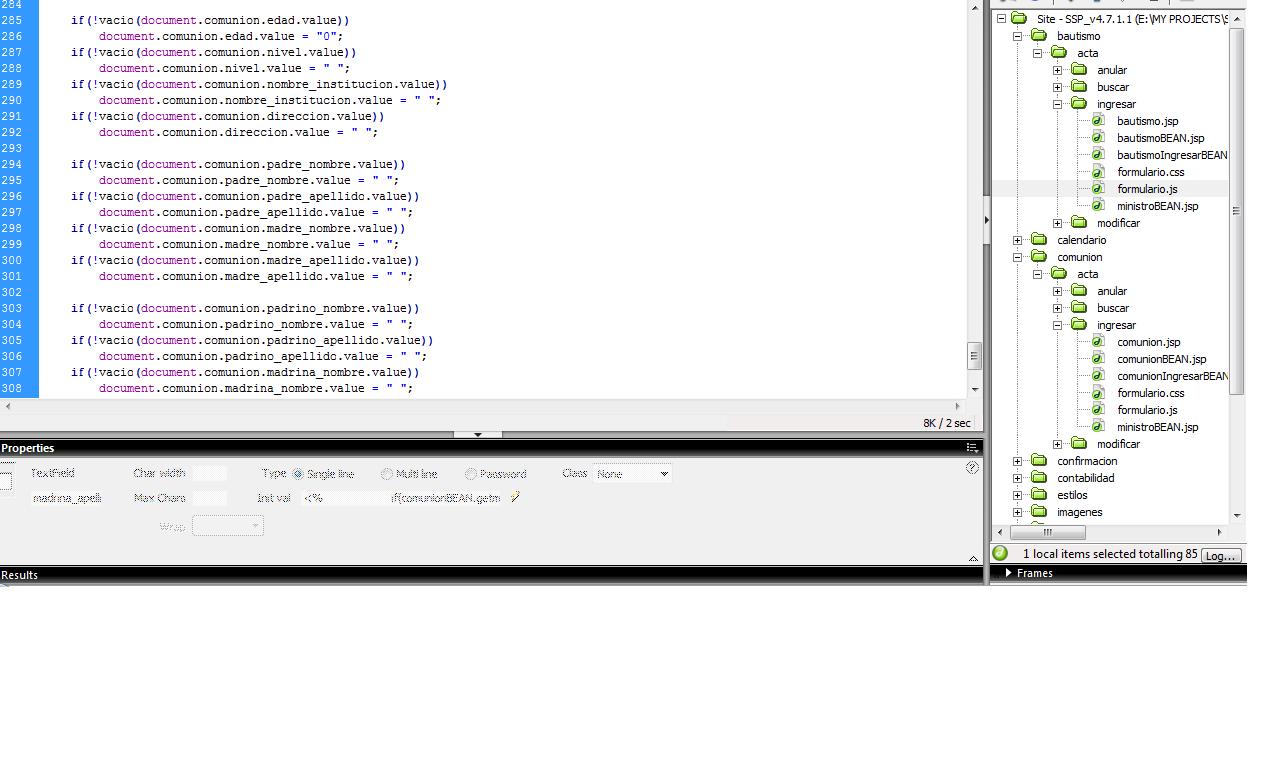 284
285 if(!vacio(document.comunion.edad.value))
286 document.comunion.edad.value = "0";
287 if(!vacio(document.comunion.nivel.value))
288 document.comunion.nivel.value = " ";
289 if(!vacio(document.comunion.nombre_institucion.value))
290 document.comunion.nombre_institucion.value = " ";
291 if(!vacio(document.comunion.direccion.value))
292 document.comunion.direccion.value = " ";
293
294 if(!vacio(document.comunion.padre_nombre.value))
295 document.comunion.padre_nombre.value = " ";
296 if(!vacio(document.comunion.padre_apellido.value))
297 document.comunion.padre_apellido.value = " ";
298 if(!vacio(document.comunion.madre_nombre.value))
299 document.comunion.madre_nombre.value = " ";
300 if(!vacio(document.comunion.madre_apellido.value))
301 document.comunion.madre_apellido.value = " ";
302
303 if(!vacio(document.comunion.padrino_nombre.value))
304 document.comunion.padrino_nombre.value = " ";
305 if(!vacio(document.comunion.padrino_apellido.value))
306 document.comunion.padrino_apellido.value = " ";
307 if(!vacio(document.comunion.madrina_nombre.value))
308 document.comunion.madrina_nombre.value = " ";
8K / 2 sec
Properties
TextField Char width Type Single line Multi line Password Class None
madrina_apell Max Chars Init val <% if(comunionBEAN.getm
Wrap
Results
Site - SSP_v4.7.1.1 (E:\MY PROJECTS\S
bautismo
acta
anular
buscar
ingresar
bautismo.jsp
bautismoBEAN.jsp
bautismoIngresarBEAN
formulario.css
formulario.js
ministroBEAN.jsp
modificar
calendario
comunion
acta
anular
buscar
ingresar
comunion.jsp
comunionBEAN.jsp
comunionIngresarBEAN
formulario.css
formulario.js
ministroBEAN.jsp
modificar
confirmacion
contabilidad
estilos
imagenes
1 local items selected totalling 85 Log...
Frames